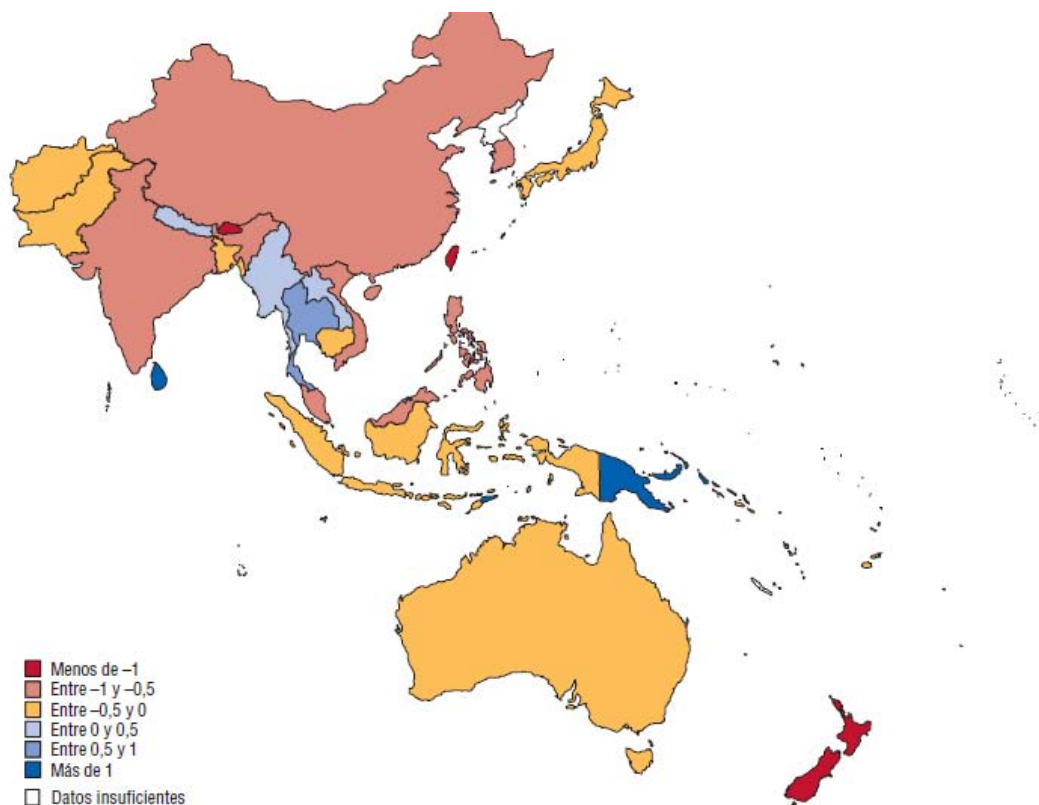 Menos de –1
Entre –1 y –0,5
Entre –0,5 y 0
Entre 0 y 0,5
Entre 0,5 y 1
Más de 1
Datos insuficientes